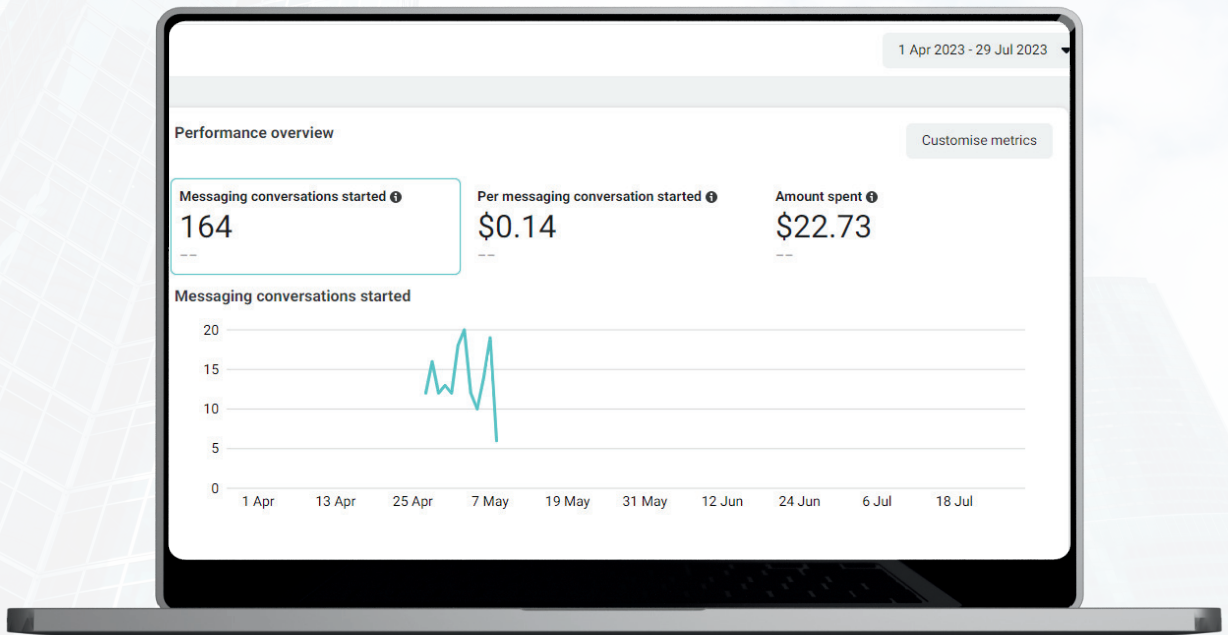 1 Apr 2023 - 29 Jul 2023
Performance overview
Customise metrics
Messaging conversations started
164
--
Per messaging conversation started
$0.14
--
Amount spent
$22.73
--
Messaging conversations started
20
15
10
5
0
1 Apr 13 Apr 25 Apr 7 May 19 May 31 May 12 Jun 24 Jun 6 Jul 18 Jul